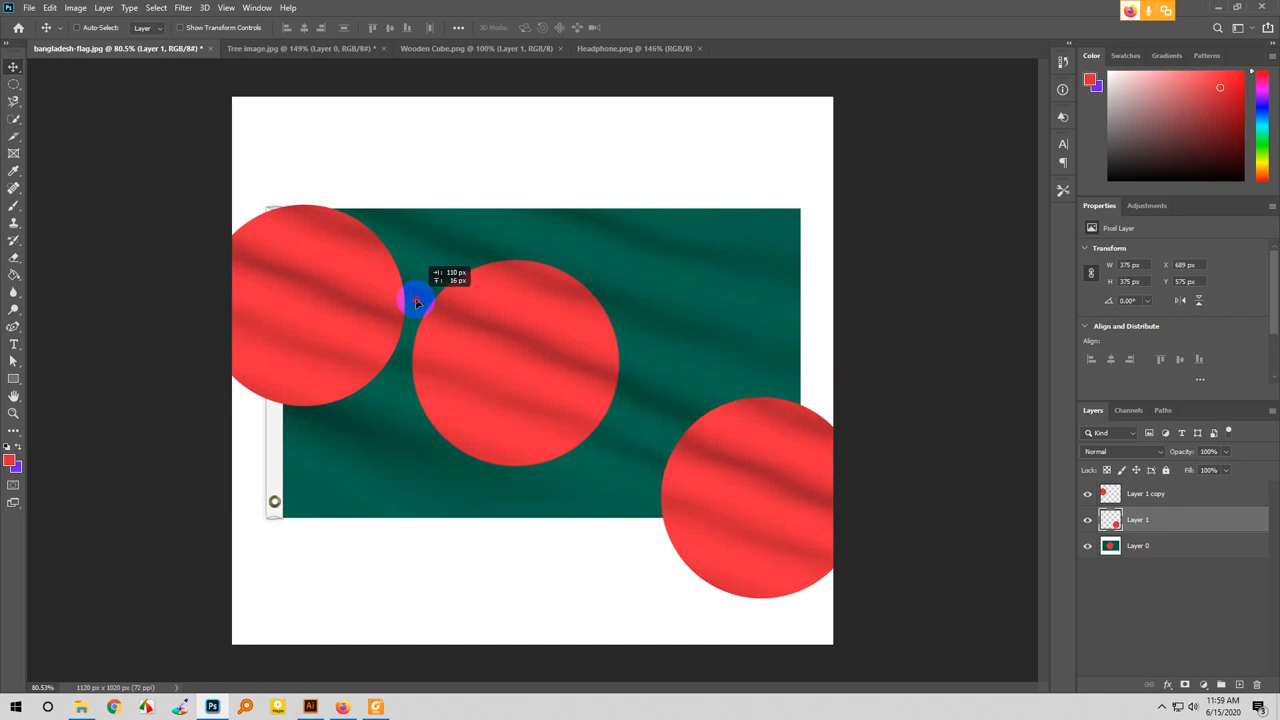 File Edit Image Layer Type Select Filter 3D View Window Help
Auto-Select: Layer Show Transform Controls 3D Mode:
bangladesh-flag.jpg @ 80.5% (Layer 1, RGB/8#) * Tree image.jpg @ 149% (Layer 0, RGB/8#) * Wooden Cube.png @ 100% (Layer 1, RGB/8) Headphone.png @ 146% (RGB/8)
Color Swatches Gradients Patterns
Properties Adjustments
Pixel Layer
Transform
W 375 px X 689 px
H 375 px Y 575 px
0.00°
Align and Distribute
Align:
110 px
16 px
Layers Channels Paths
Kind
Normal Opacity: 100%
Lock: Fill: 100%
Layer 1 copy
Layer 1
Layer 0
80.53% 1120 px x 1020 px (72 ppi)
11:59 AM
6/15/2020